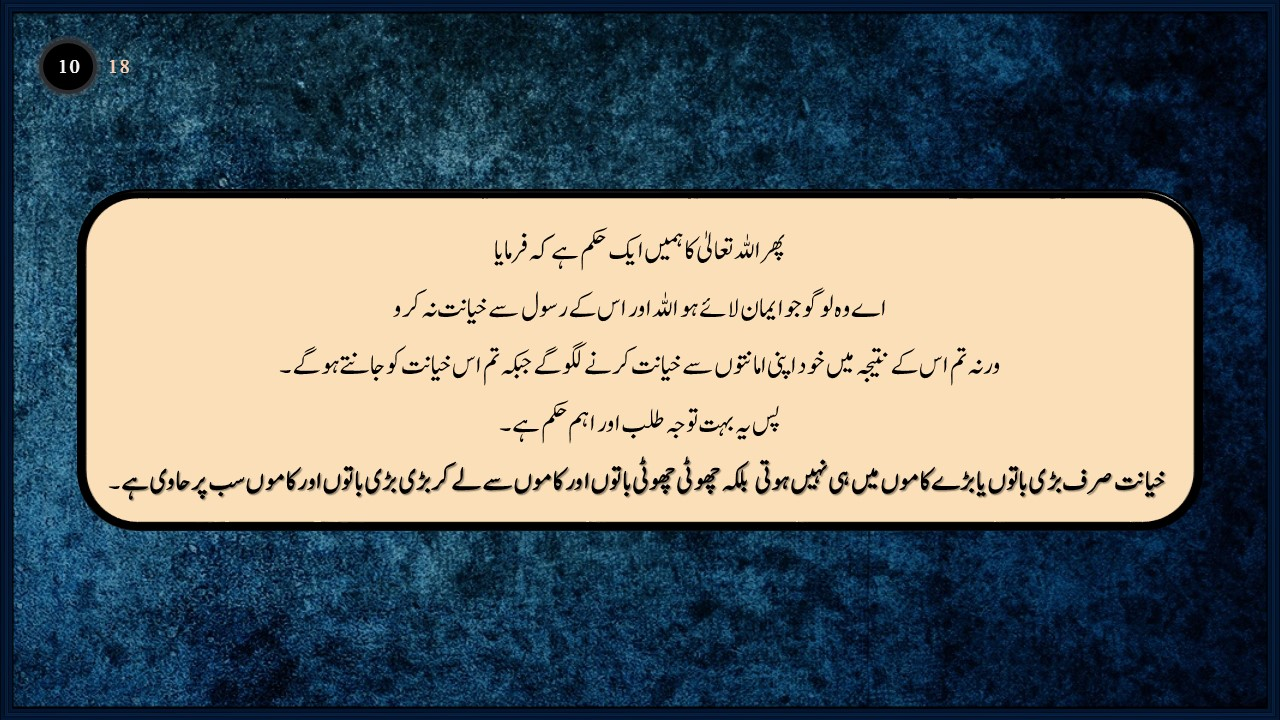 10 18
پھر اللہ تعالیٰ کا ہمیں ایک حکم ہے کہ فرمایا
اے وہ لوگو جو ایمان لائے ہو اللہ اور اس کے رسول سے خیانت نہ کرو
ورنہ تم اس کے نتیجہ میں خود اپنی امانتوں سے خیانت کرنے لگو گے جبکہ تم اس خیانت کو جانتے ہو گے۔
پس یہ بہت توجہ طلب اور اہم حکم ہے۔
خیانت صرف بڑی باتوں یا بڑے کاموں میں ہی نہیں ہوتی بلکہ چھوٹی چھوٹی باتوں اور کاموں سے لے کر بڑی بڑی باتوں اور کاموں سب پر حاوی ہے۔